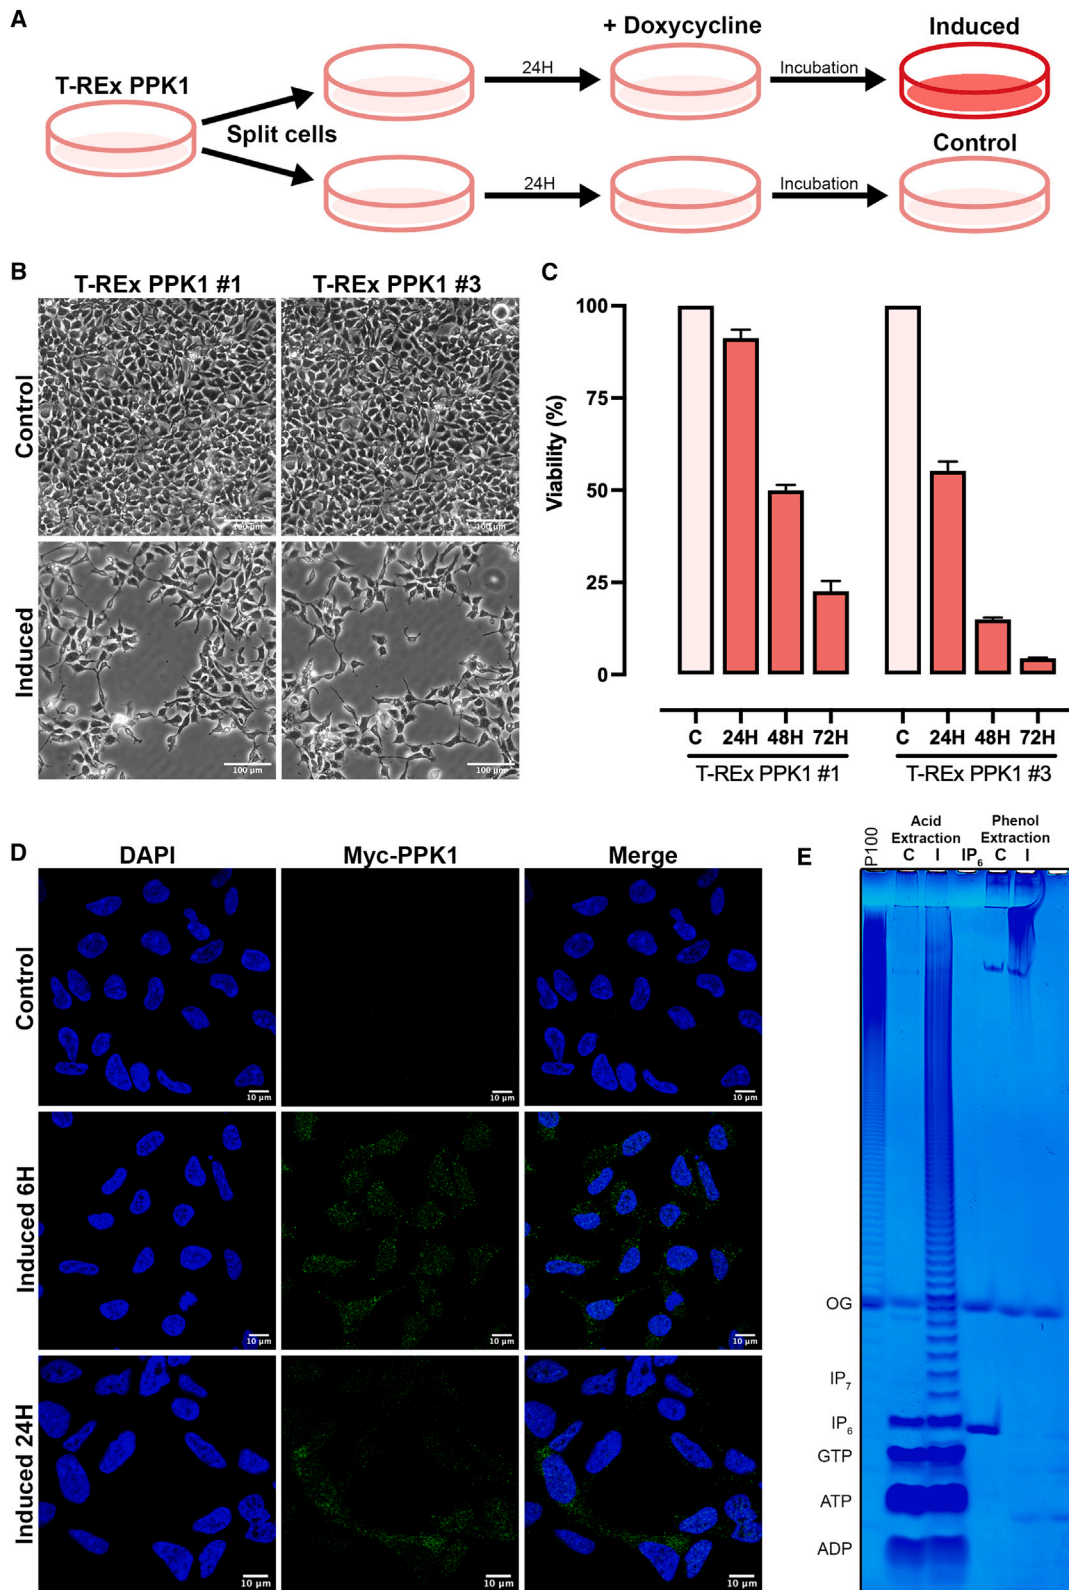 A
T-REx PPK1
Split cells
24H
+ Doxycycline
Incubation
Induced
24H
Incubation
Control
B
T-REx PPK1 #1
T-REx PPK1 #3
Control
100 µm
100 µm
Induced
100 µm
100 µm
C
Viability (%)
100
75
50
25
0
C 24H 48H 72H
C 24H 48H 72H
T-REx PPK1 #1
T-REx PPK1 #3
D
DAPI
Myc-PPK1
Merge
Control
10 µm
10 µm
10 µm
Induced 6H
10 µm
10 µm
10 µm
Induced 24H
10 µm
10 µm
10 µm
E
P100
Acid
Extraction
C I
IP₆
Phenol
Extraction
C I
OG
IP₇
IP₆
GTP
ATP
ADP